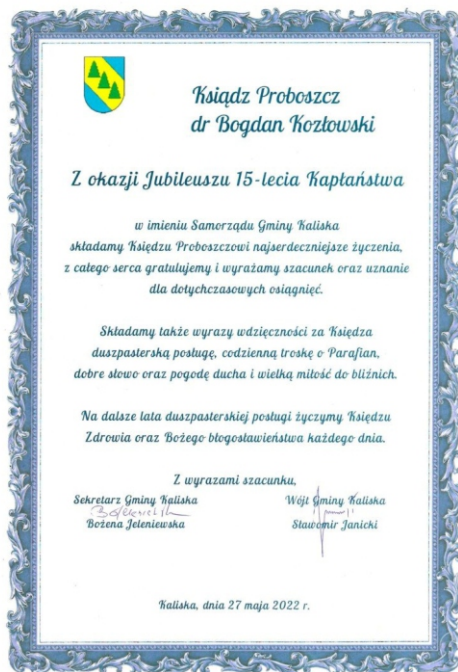 Ksiądz Proboszcz
dr Bogdan Kozłowski
Z okazji Jubileuszu 15-lecia Kapłaństwa
w imieniu Samorządu Gminy Kaliska
składamy Księdzu Proboszczowi najserdeczniejsze życzenia,
z całego serca gratulujemy i wyrażamy szacunek oraz uznanie
dla dotychczasowych osiągnięć.
Składamy także wyrazy wdzięczności za Księdza
duszpasterską posługę, codzienną troskę o Parafian,
dobre słowo oraz pogodę ducha i wielką miłość do bliźnich.
Na dalsze lata duszpasterskiej posługi życzymy Księdzu
Zdrowia oraz Bożego błogosławieństwa każdego dnia.
Z wyrazami szacunku,
Sekretarz Gminy Kaliska Wójt Gminy Kaliska
Bożena Jeleniewska Sławomir Janicki
Kaliska, dnia 27 maja 2022 r.